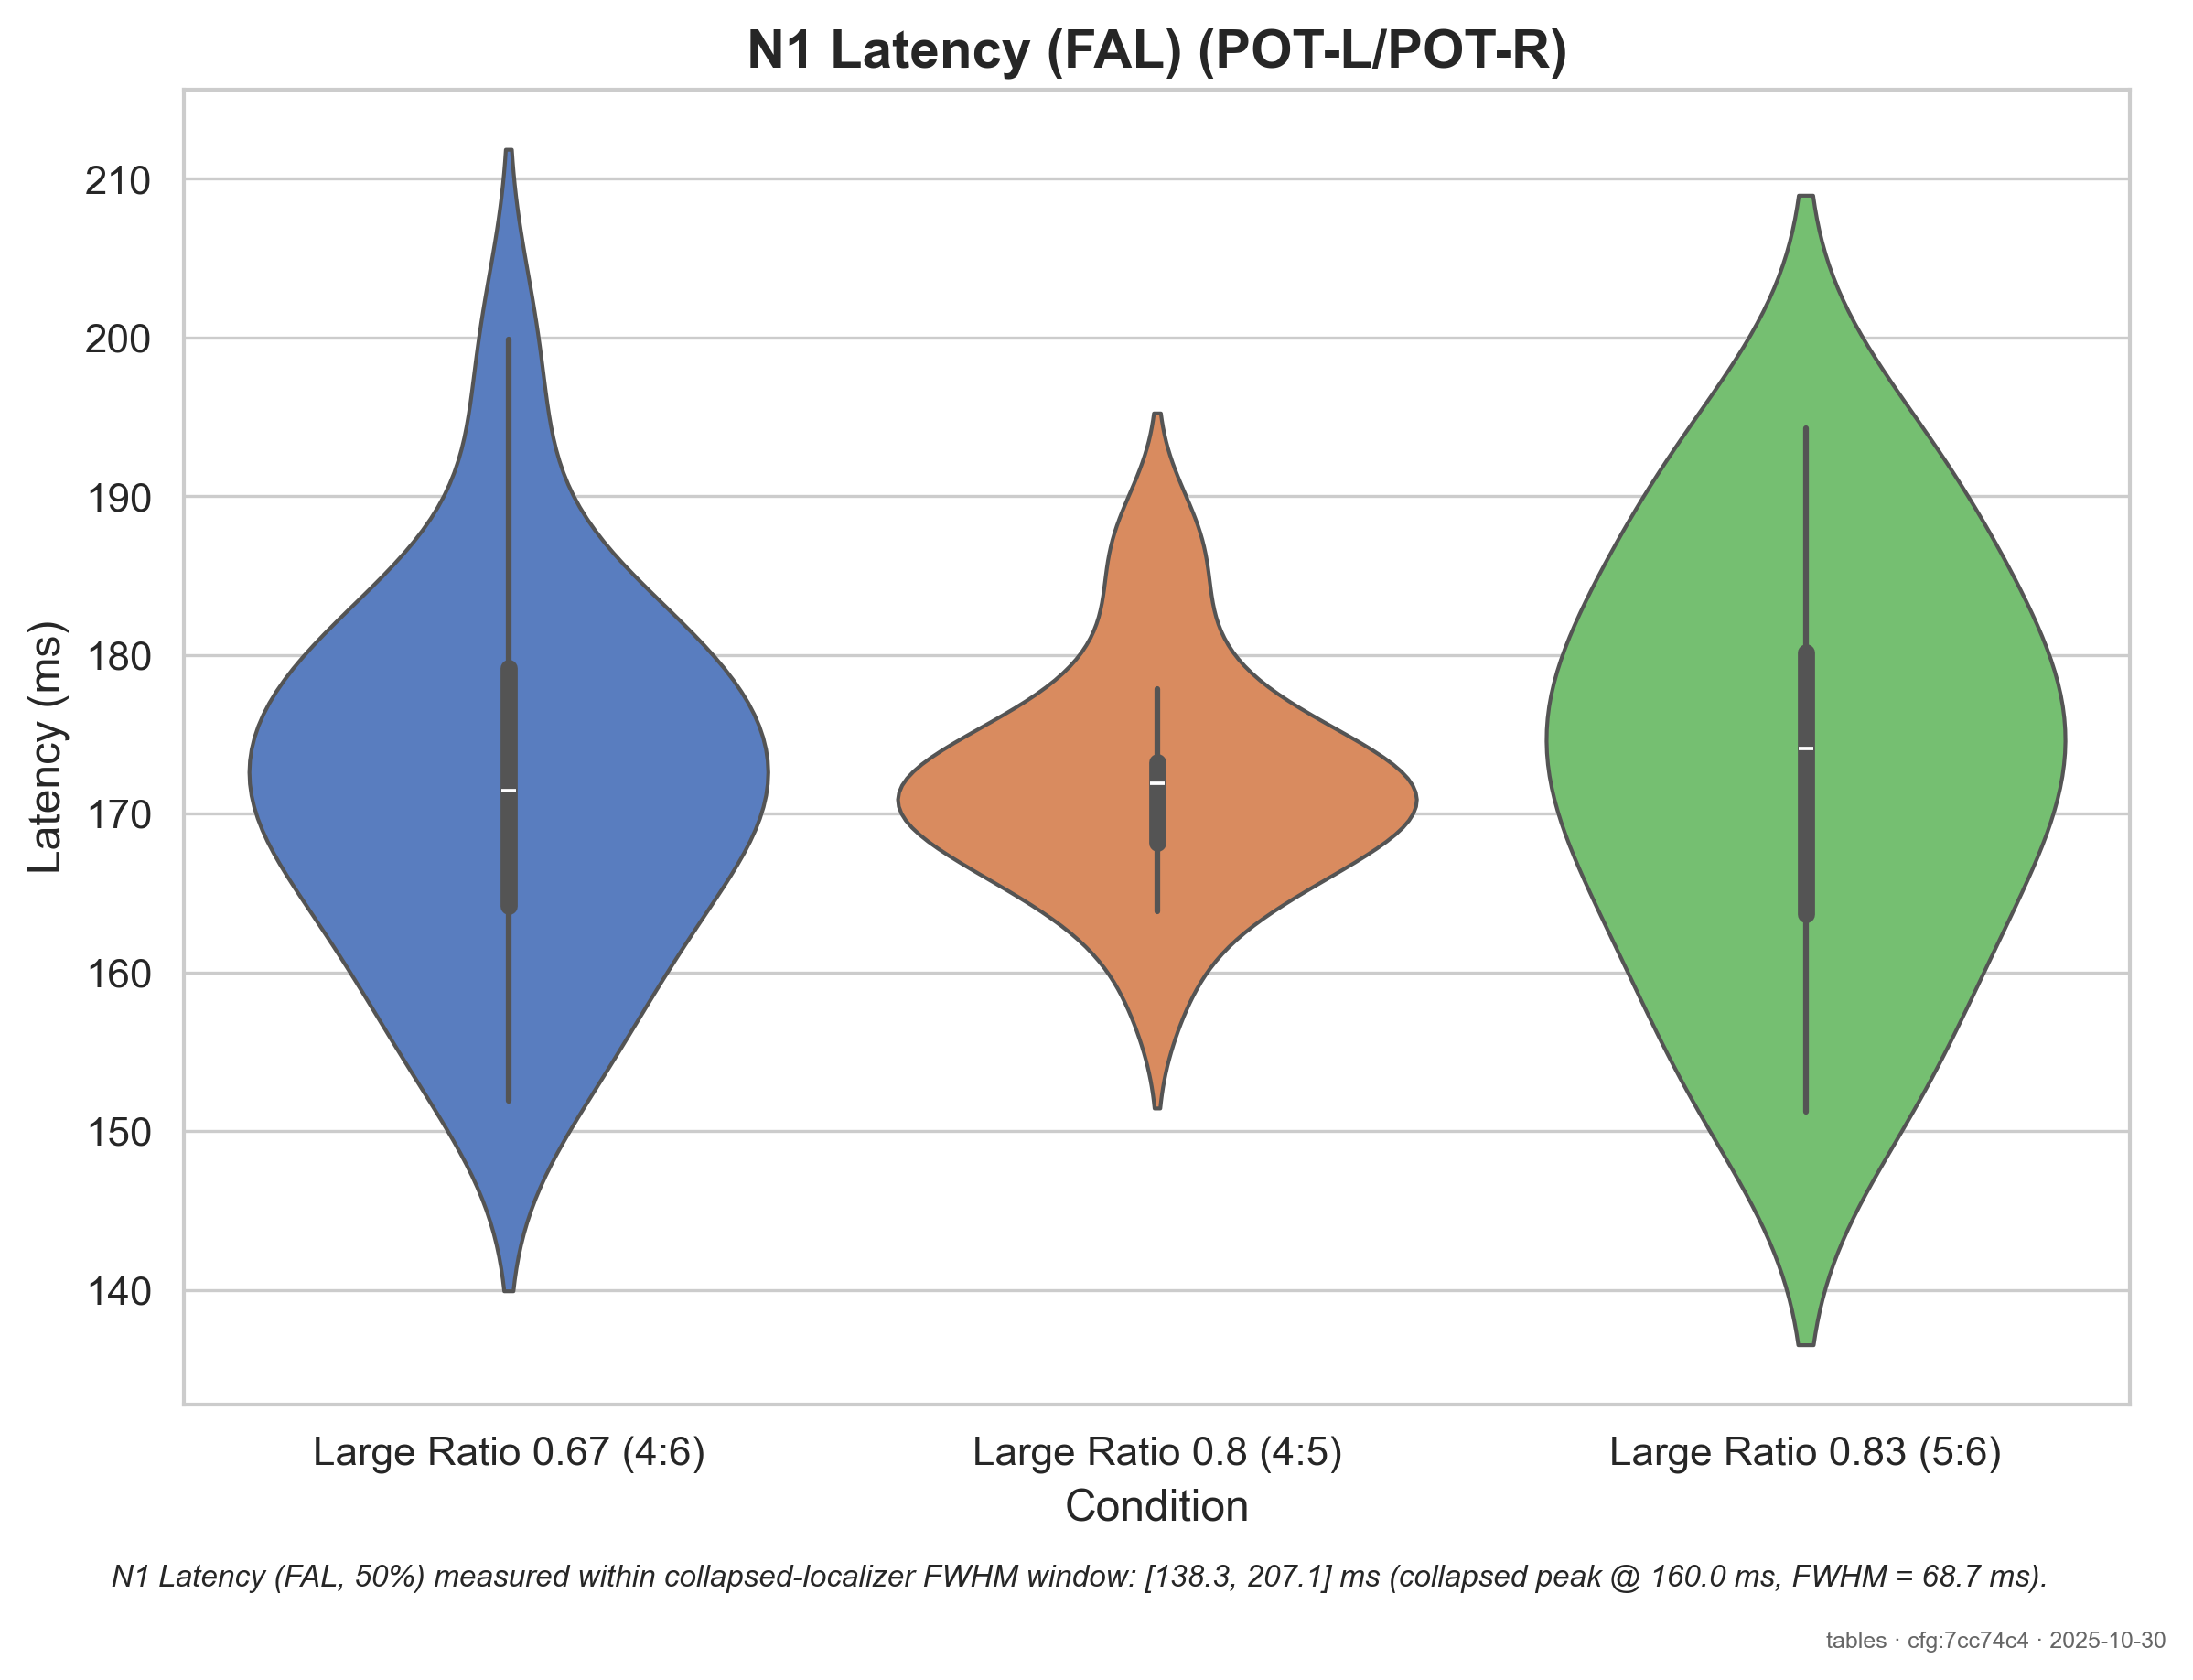 N1 Latency (FAL) (POT-L/POT-R)
Latency (ms)
210
200
190
180
170
160
150
140
Large Ratio 0.67 (4:6)
Large Ratio 0.8 (4:5)
Large Ratio 0.83 (5:6)
Condition
N1 Latency (FAL, 50%) measured within collapsed-localizer FWHM window: [138.3, 207.1] ms (collapsed peak @ 160.0 ms, FWHM = 68.7 ms).
tables · cfg:7cc74c4 · 2025-10-30